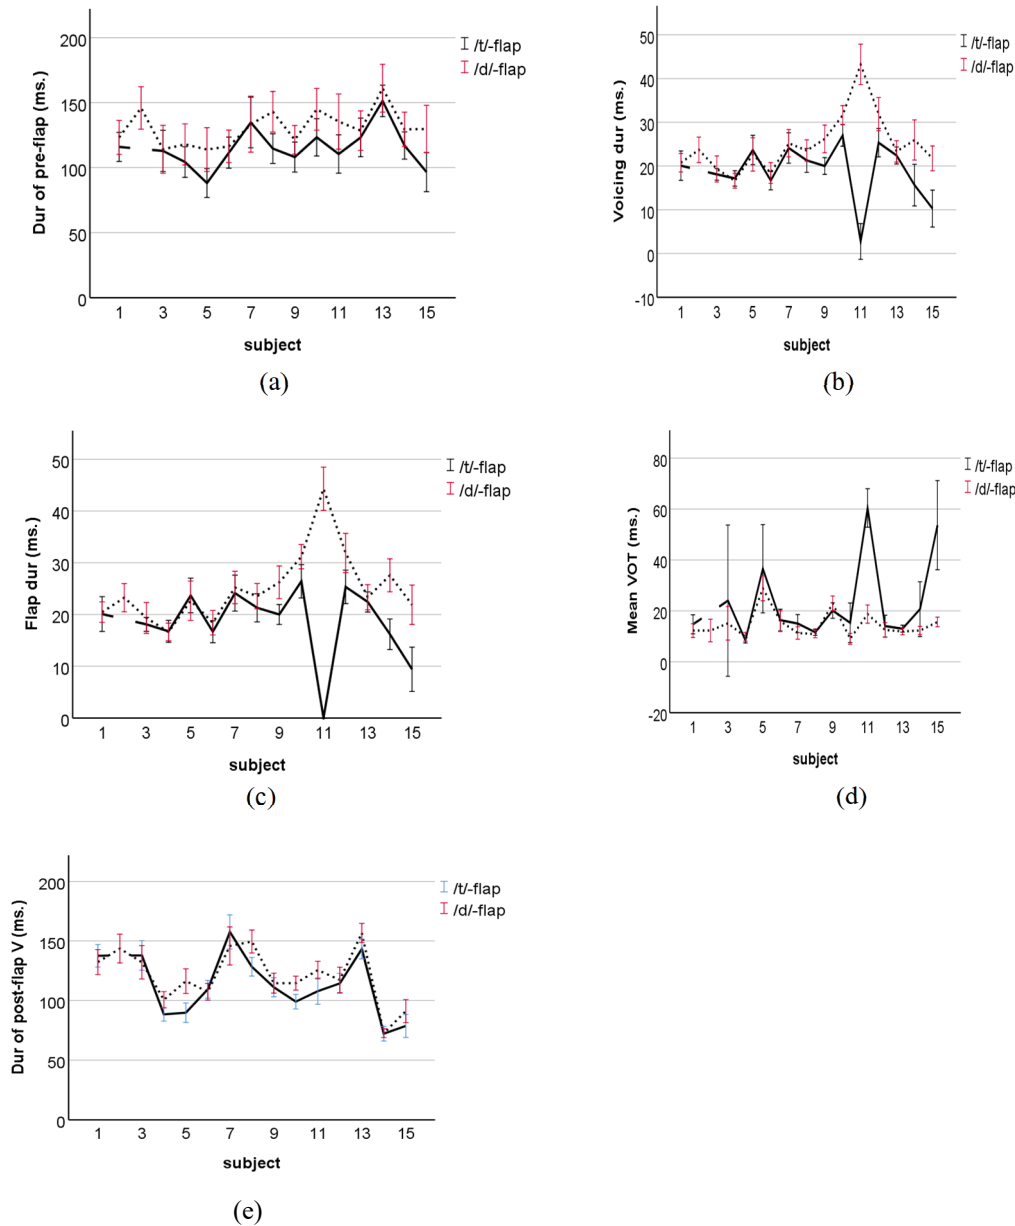 200
150
100
50
0
Dur of pre-flap (ms.)
1 3 5 7 9 11 13 15
subject
/t/-flap
/d/-flap
(a)
50
40
30
20
10
0
-10
Voicing dur (ms.)
1 3 5 7 9 11 13 15
subject
/t/-flap
/d/-flap
(b)
50
40
30
20
10
0
Flap dur (ms.)
1 3 5 7 9 11 13 15
subject
/t/-flap
/d/-flap
(c)
80
60
40
20
0
-20
Mean VOT (ms.)
1 3 5 7 9 11 13 15
subject
/t/-flap
/d/-flap
(d)
200
150
100
50
0
Dur of post-flap V (ms.)
1 3 5 7 9 11 13 15
subject
/t/-flap
/d/-flap
(e)